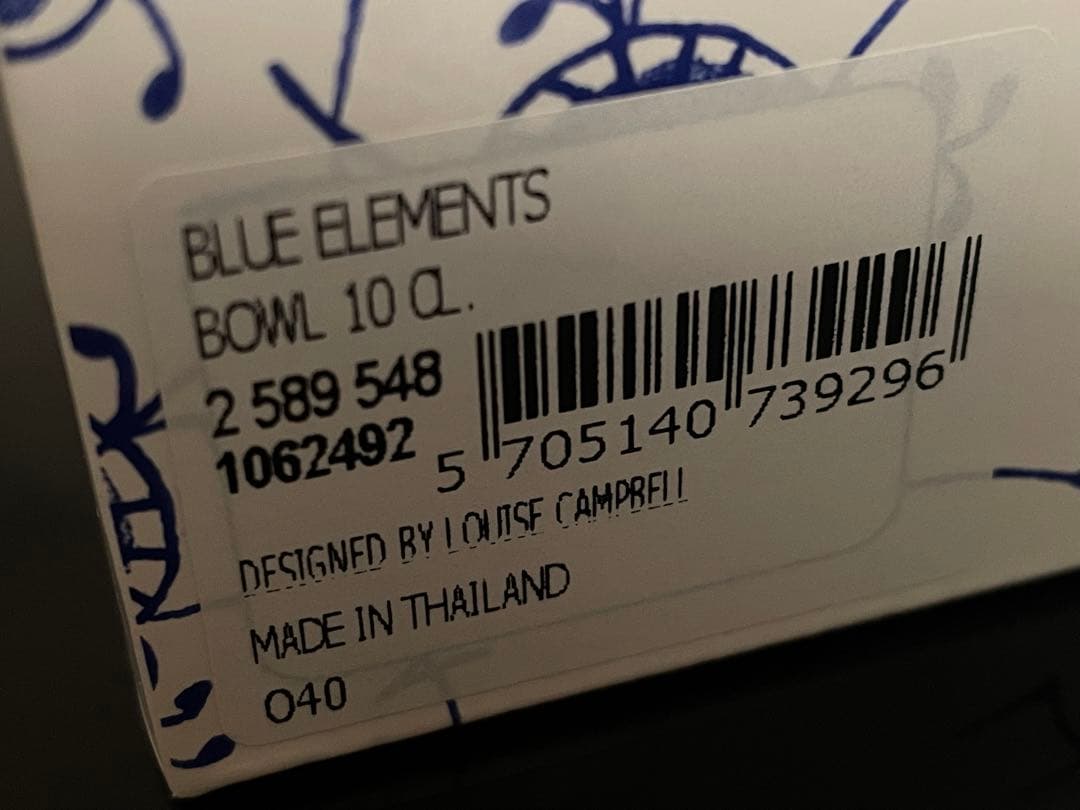 BLUE ELEMENTS
BOWL 10 CL.
2 589 548
1062492
5 705140 739296
DESIGNED BY LOUISE CAMPBELL
MADE IN THAILAND
O40